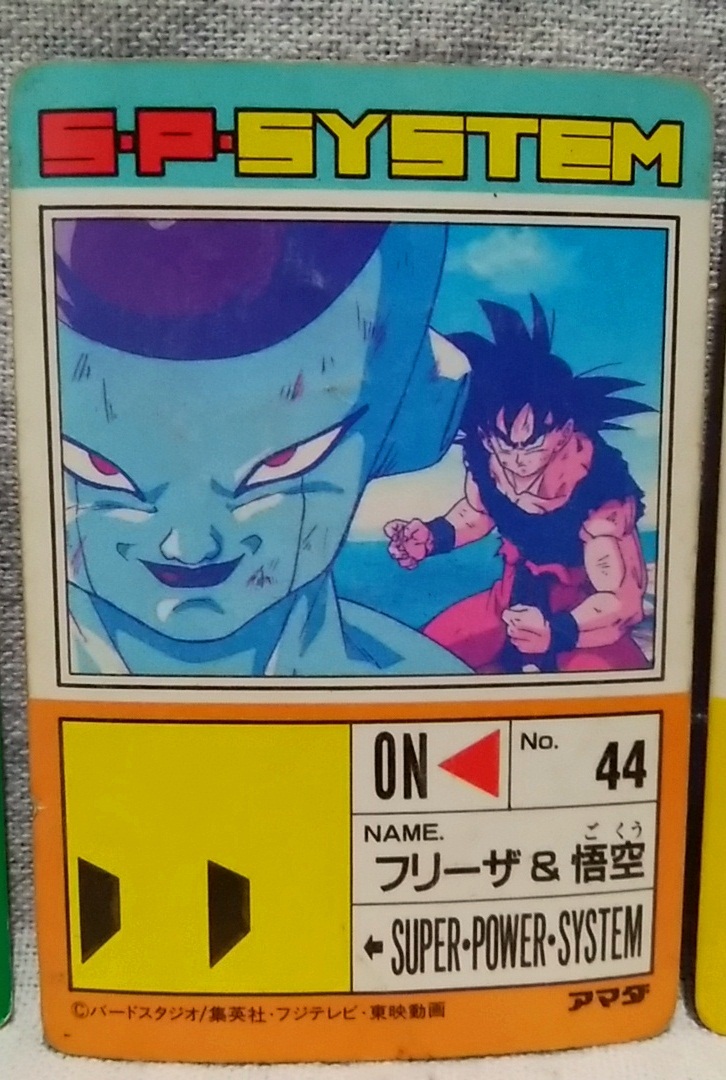 S·P·SYSTEM
ON
No. 44
NAME.
ごくう
フリーザ & 悟空
SUPER·POWER·SYSTEM
©バードスタジオ/集英社·フジテレビ·東映動画
アマダ